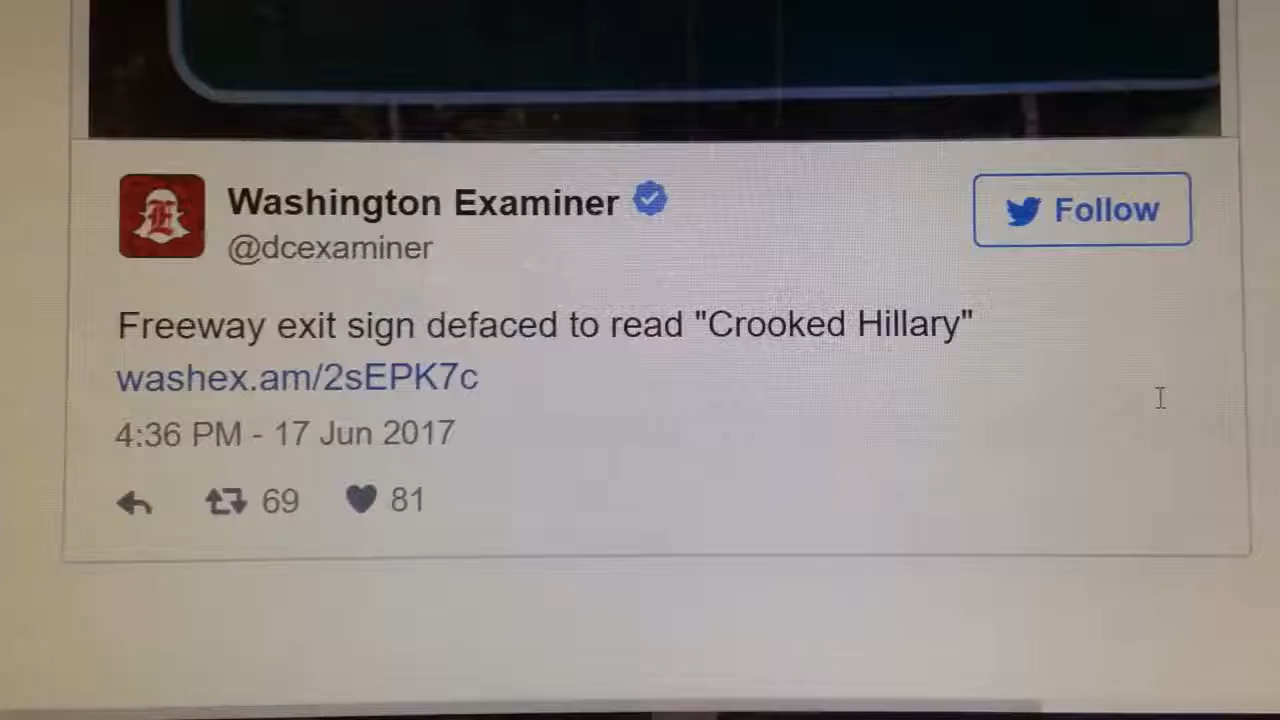 Washington Examiner
@dcexaminer
Follow
Freeway exit sign defaced to read "Crooked Hillary"
washex.am/2sEPK7c
4:36 PM - 17 Jun 2017
69 81